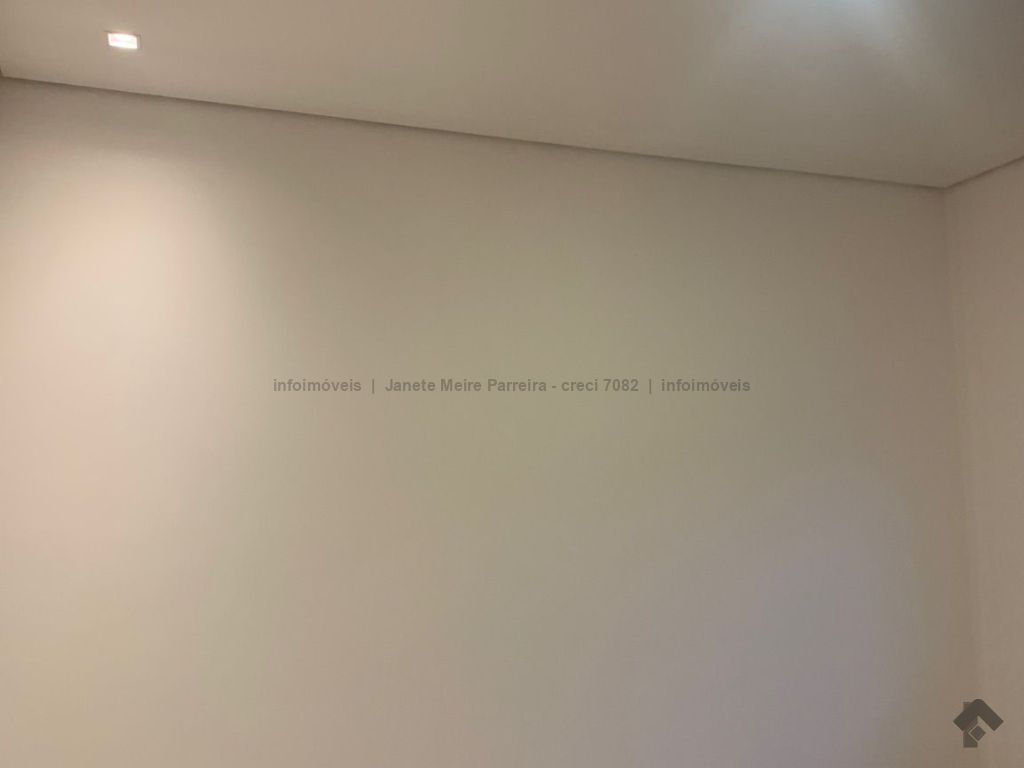 infoimóveis | Janete Meire Parreira - creci 7082 | infoimóveis